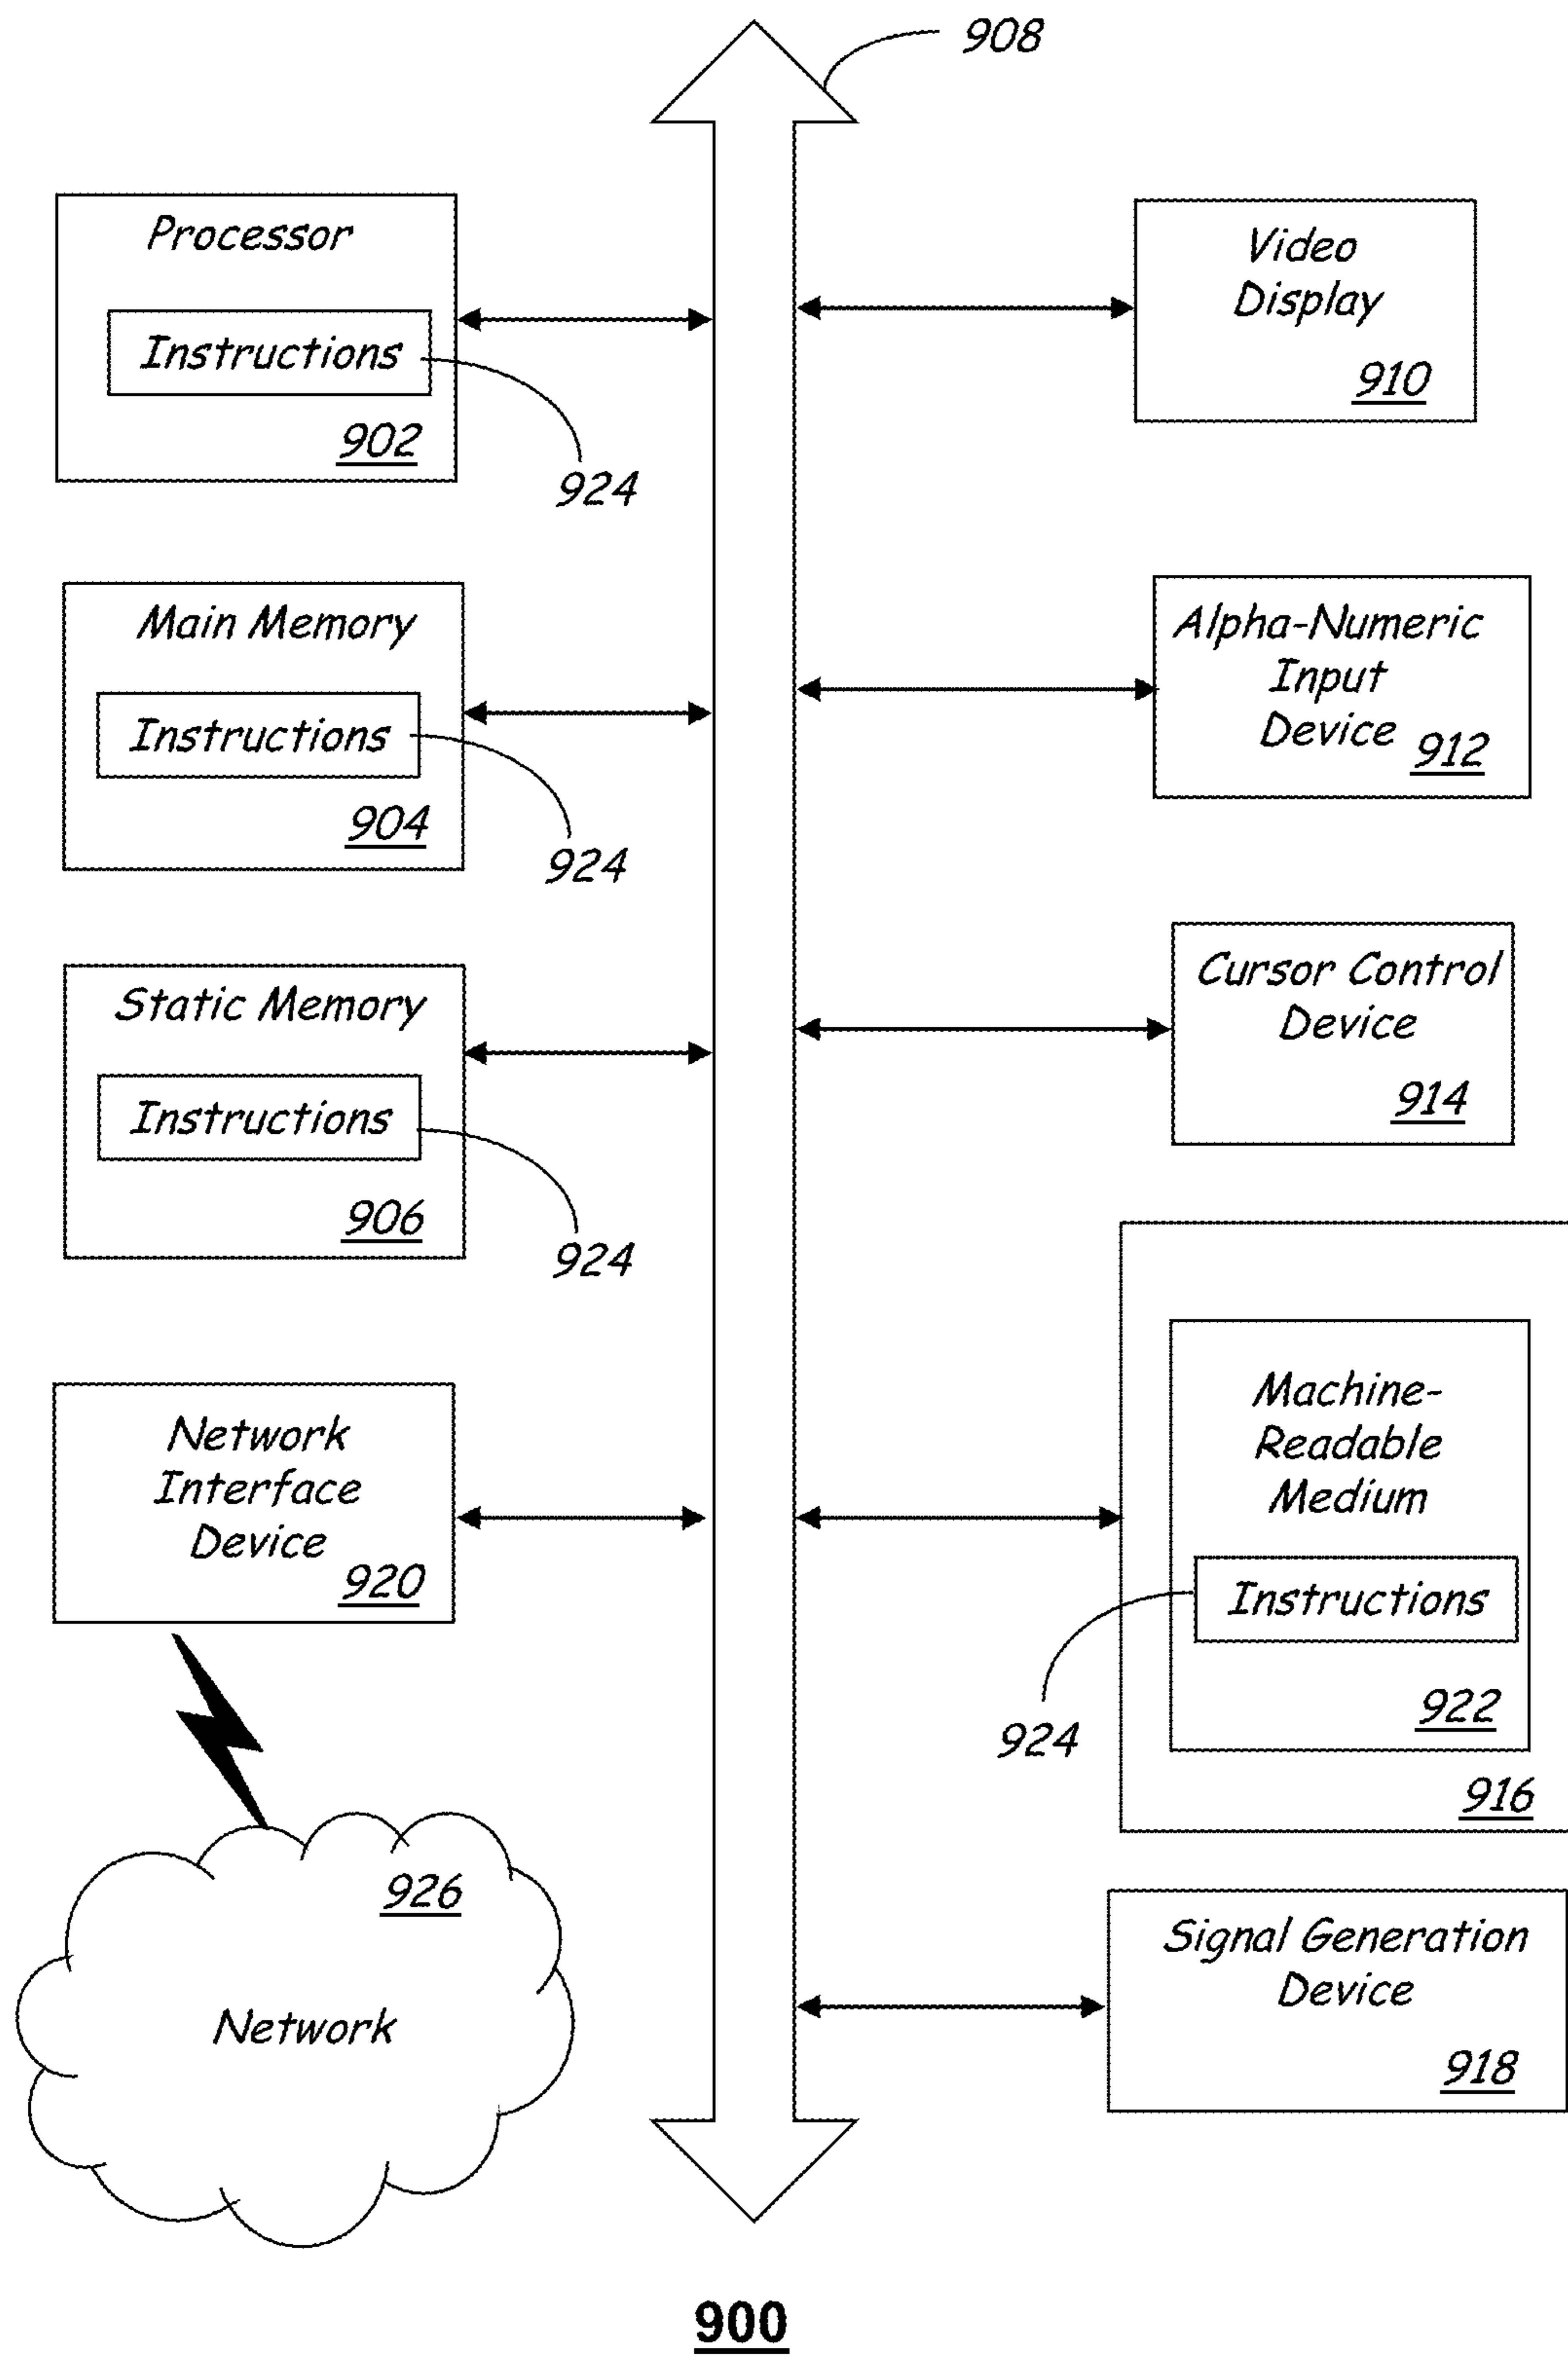 908
Processor
Instructions
902
924
Main Memory
Instructions
904
924
Static Memory
Instructions
906
924
Network
Interface
Device
920
926
Network
Video
Display
910
Alpha-Numeric
Input
Device
912
Cursor Control
Device
914
Machine-
Readable
Medium
Instructions
922
924
916
Signal Generation
Device
918
900